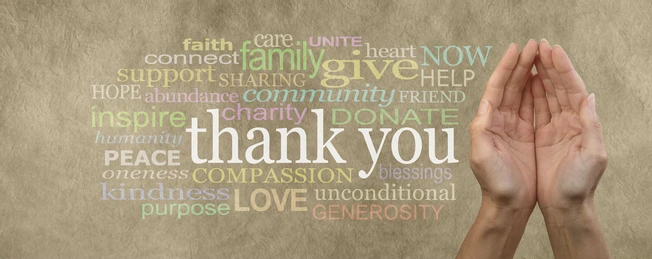 faith care UNITE
connect family heart NOW
support SHARING give HELP
HOPE abundance community FRIEND
inspire charity DONATE
humanity thank you
PEACE blessings
oneness COMPASSION
kindness LOVE unconditional
purpose GENEROSITY